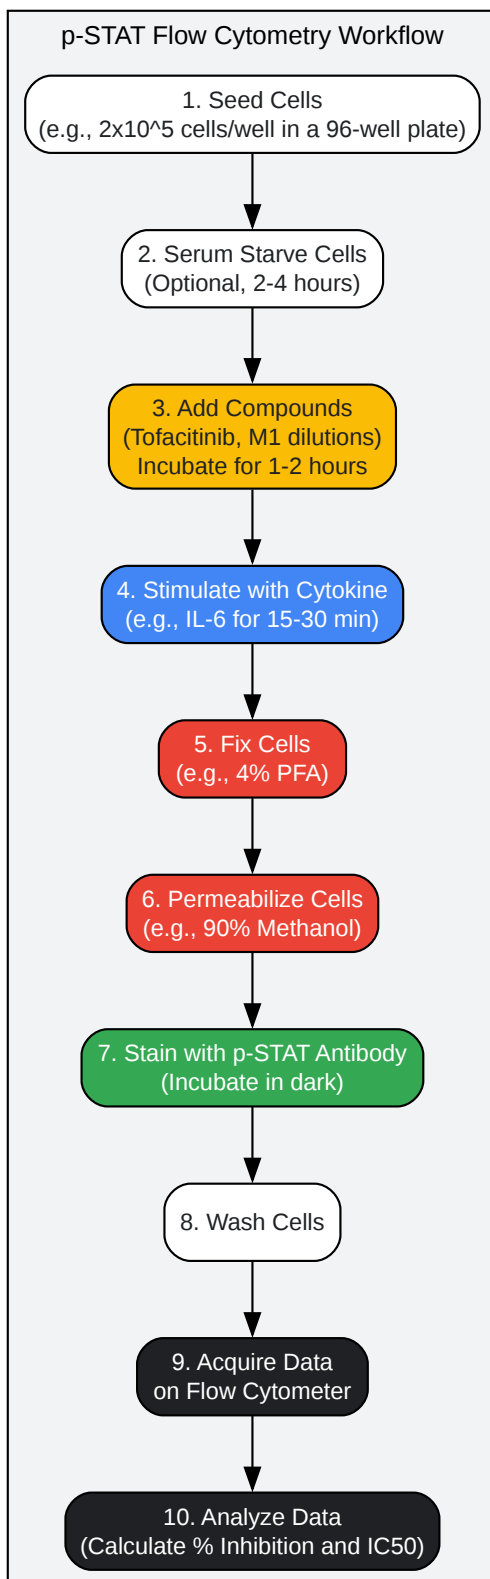 p-STAT Flow Cytometry Workflow
1. Seed Cells
(e.g., 2x10^5 cells/well in a 96-well plate)
2. Serum Starve Cells
(Optional, 2-4 hours)
3. Add Compounds
(Tofacitinib, M1 dilutions)
Incubate for 1-2 hours
4. Stimulate with Cytokine
(e.g., IL-6 for 15-30 min)
5. Fix Cells
(e.g., 4% PFA)
6. Permeabilize Cells
(e.g., 90% Methanol)
7. Stain with p-STAT Antibody
(Incubate in dark)
8. Wash Cells
9. Acquire Data
on Flow Cytometer
10. Analyze Data
(Calculate % Inhibition and IC50)